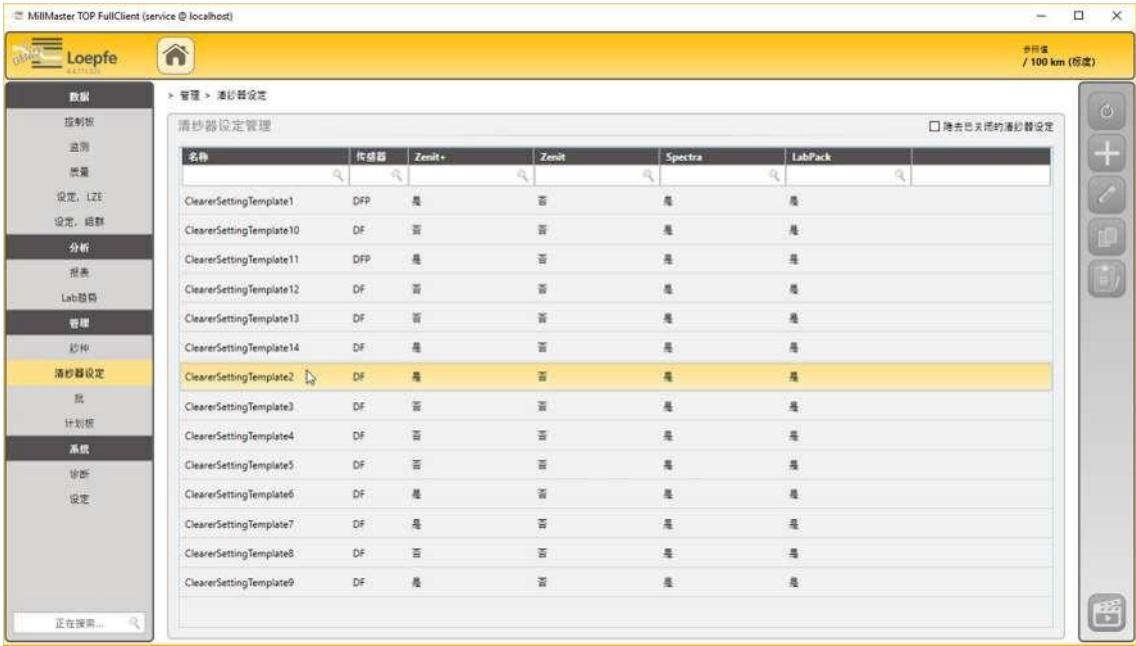 MillMaster TOP FullClient (service @ localhost)
Loepfe
参照值
/ 100 km (标度)
数据
控制板
监测
质量
设定, LZE
设定, 组群
分析
报表
Lab趋势
管理
纱种
清纱器设定
批
计划板
系统
诊断
设定
正在搜索...
> 管理 > 清纱器设定
清纱器设定管理
除去已关闭的清纱器设定
名称 传感器 Zenit+ Zenit Spectra LabPack
ClearerSettingTemplate1 DFP 是 否 是 是
ClearerSettingTemplate10 DF 否 否 是 是
ClearerSettingTemplate11 DFP 是 否 是 是
ClearerSettingTemplate12 DF 否 否 是 是
ClearerSettingTemplate13 DF 否 否 是 是
ClearerSettingTemplate14 DF 是 否 是 是
ClearerSettingTemplate2 DF 是 否 是 是
ClearerSettingTemplate3 DF 否 否 是 是
ClearerSettingTemplate4 DF 否 否 是 是
ClearerSettingTemplate5 DF 否 否 是 是
ClearerSettingTemplate6 DF 是 否 是 是
ClearerSettingTemplate7 DF 是 否 是 是
ClearerSettingTemplate8 DF 否 否 是 是
ClearerSettingTemplate9 DF 是 否 是 是